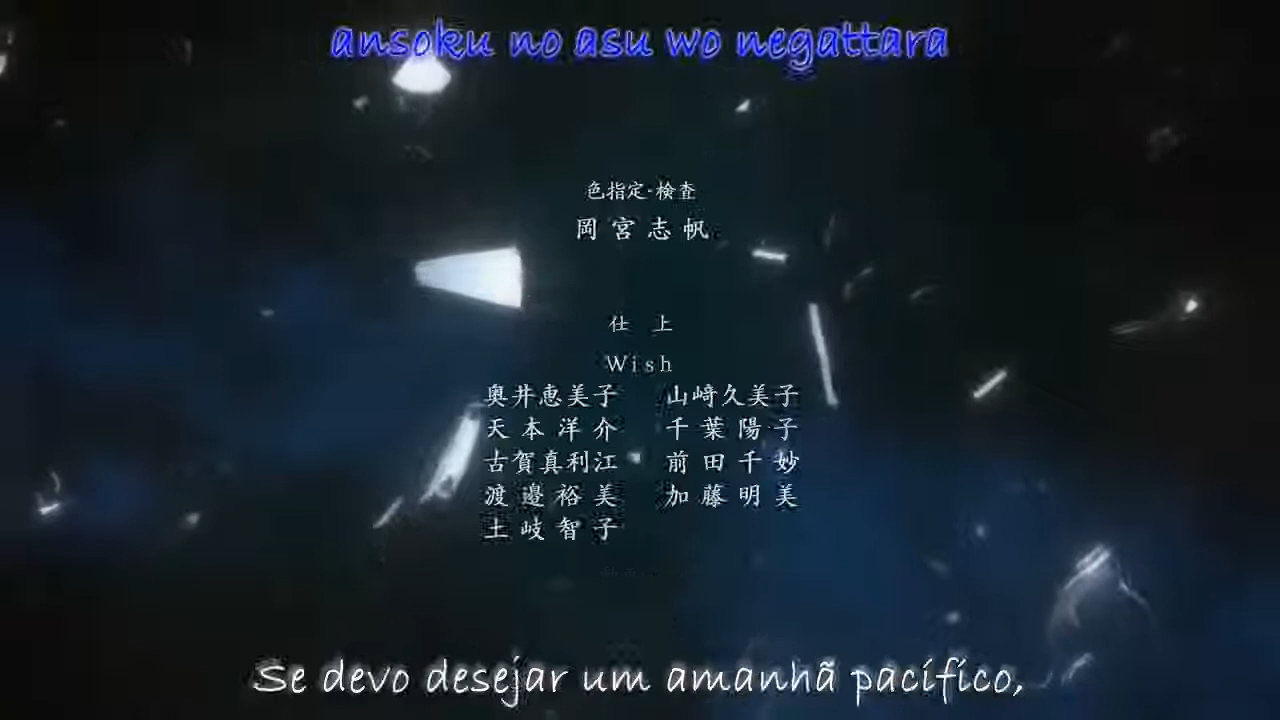 ansoku no asu wo negattara
色指定・検査
岡宮志帆
仕 上
Wish
奥井恵美子 山﨑久美子
天本洋介 千葉陽子
古賀真利江 前田千妙
渡邊裕美 加藤明美
土岐智子
Se devo desejar um amanhã pacífico,